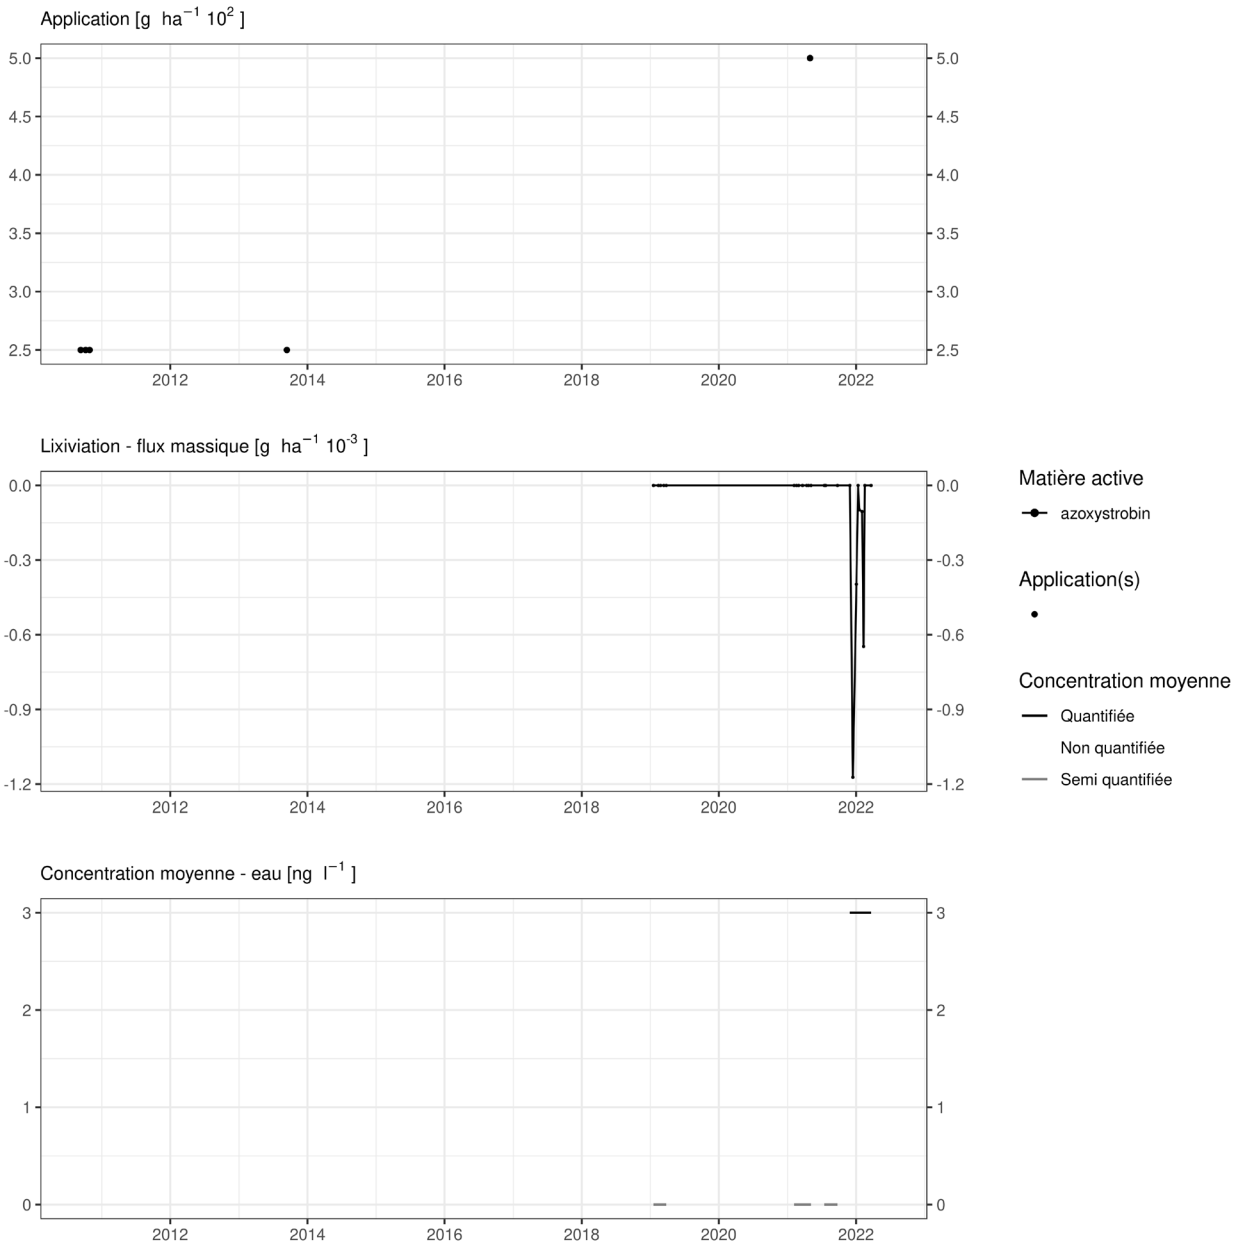 Application [g ha⁻¹ 10² ]
5.0 5.0
4.5 4.5
4.0 4.0
3.5 3.5
3.0 3.0
2.5 2.5
2012 2014 2016 2018 2020 2022
Lixiviation - flux massique [g ha⁻¹ 10⁻³ ]
0.0 0.0
-0.3 -0.3
-0.6 -0.6
-0.9 -0.9
-1.2 -1.2
2012 2014 2016 2018 2020 2022
Matière active
azoxystrobin
Application(s)
Concentration moyenne
Quantifiée
Non quantifiée
Semi quantifiée
Concentration moyenne - eau [ng l⁻¹ ]
3 3
2 2
1 1
0 0
2012 2014 2016 2018 2020 2022